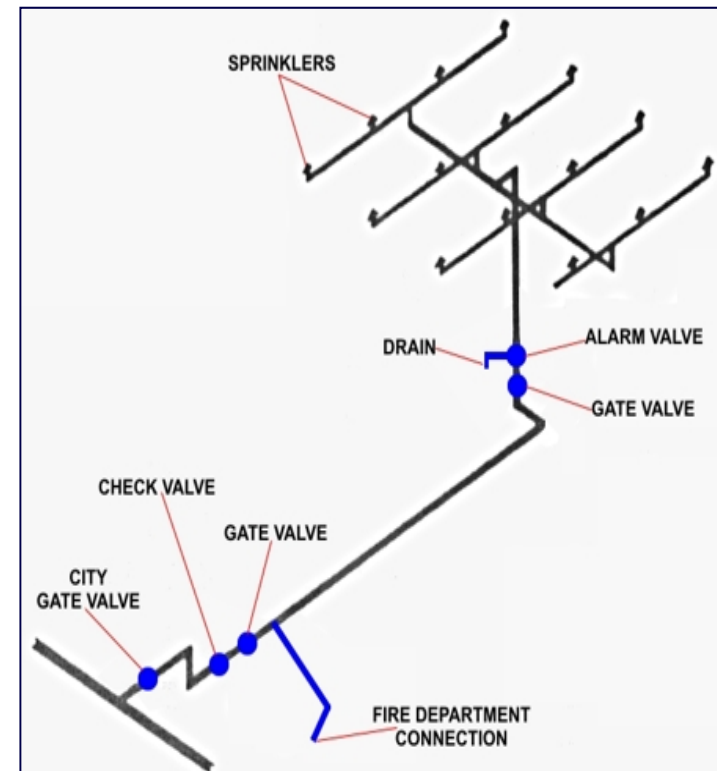 SPRINKLERS
DRAIN
ALARM VALVE
GATE VALVE
CHECK VALVE
GATE VALVE
CITY
GATE VALVE
FIRE DEPARTMENT
CONNECTION